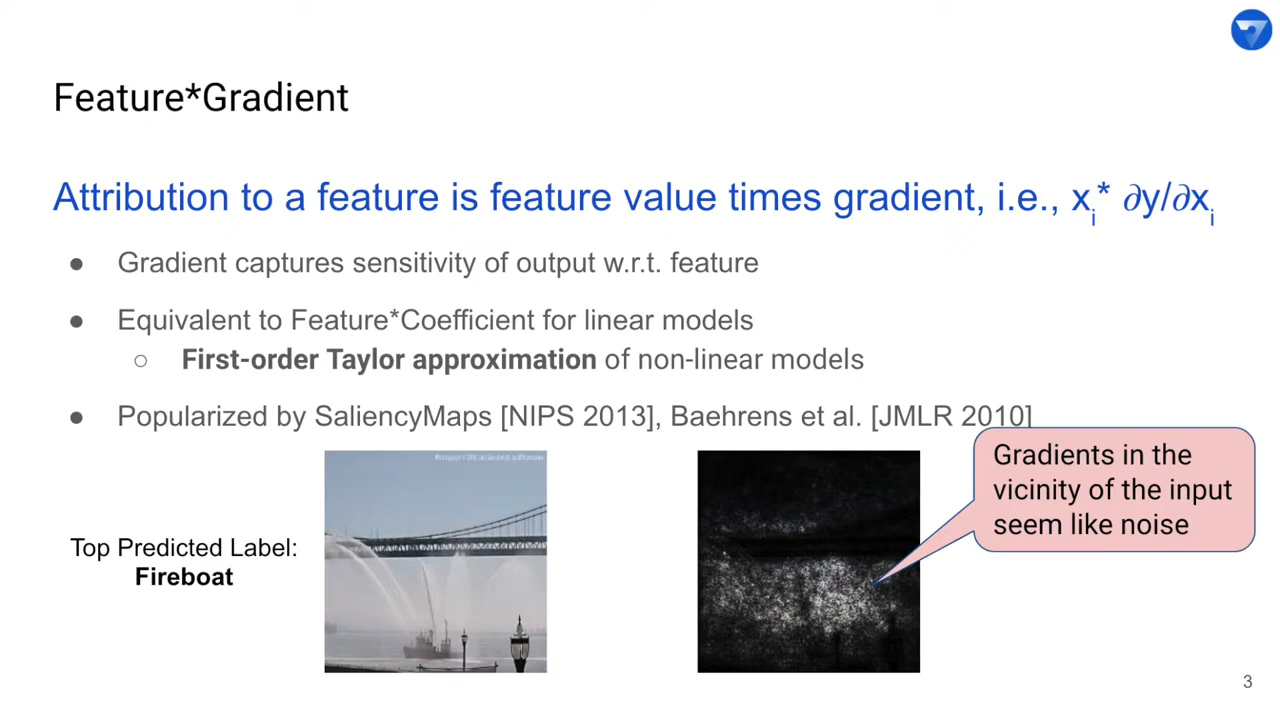 Feature*Gradient
Attribution to a feature is feature value times gradient, i.e., xᵢ* ∂y/∂xᵢ
● Gradient captures sensitivity of output w.r.t. feature
● Equivalent to Feature*Coefficient for linear models
○ First-order Taylor approximation of non-linear models
● Popularized by SaliencyMaps [NIPS 2013], Baehrens et al. [JMLR 2010]
Gradients in the
vicinity of the input
seem like noise
Top Predicted Label:
Fireboat
3